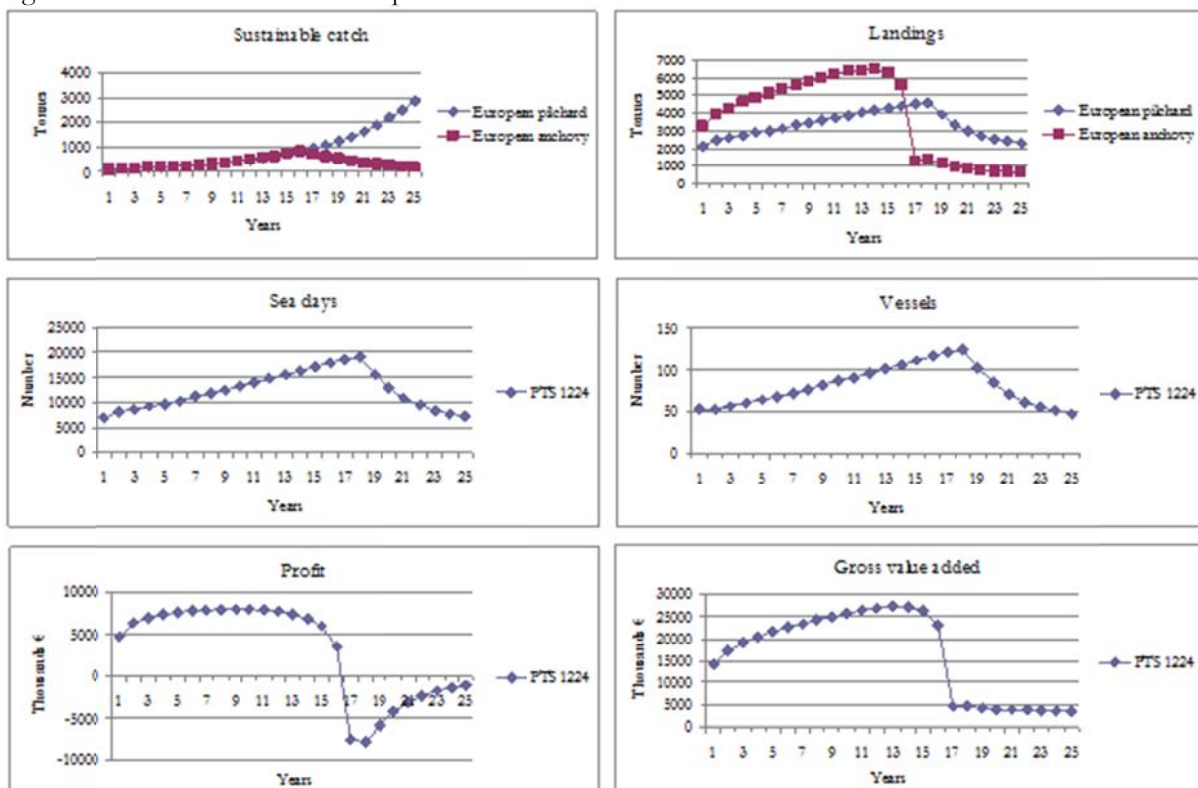 Sustainable catch
Tonnes
4000
3000
2000
1000
0
1 3 5 7 9 11 13 15 17 19 21 23 25
Years
European pilchard
European anchovy
Landings
Tonnes
7000
6000
5000
4000
3000
2000
1000
0
1 3 5 7 9 11 13 15 17 19 21 23 25
Years
European pilchard
European anchovy
Sea days
Number
25000
20000
15000
10000
5000
0
1 3 5 7 9 11 13 15 17 19 21 23 25
Years
PTS 1224
Vessels
Number
150
100
50
0
1 3 5 7 9 11 13 15 17 19 21 23 25
Years
PTS 1224
Profit
Thousands €
10000
5000
0
-5000
-10000
1 3 5 7 9 11 13 15 17 19 21 23 25
Years
PTS 1224
Gross value added
Thousands €
30000
25000
20000
15000
10000
5000
0
1 3 5 7 9 11 13 15 17 19 21 23 25
Years
PTS 1224